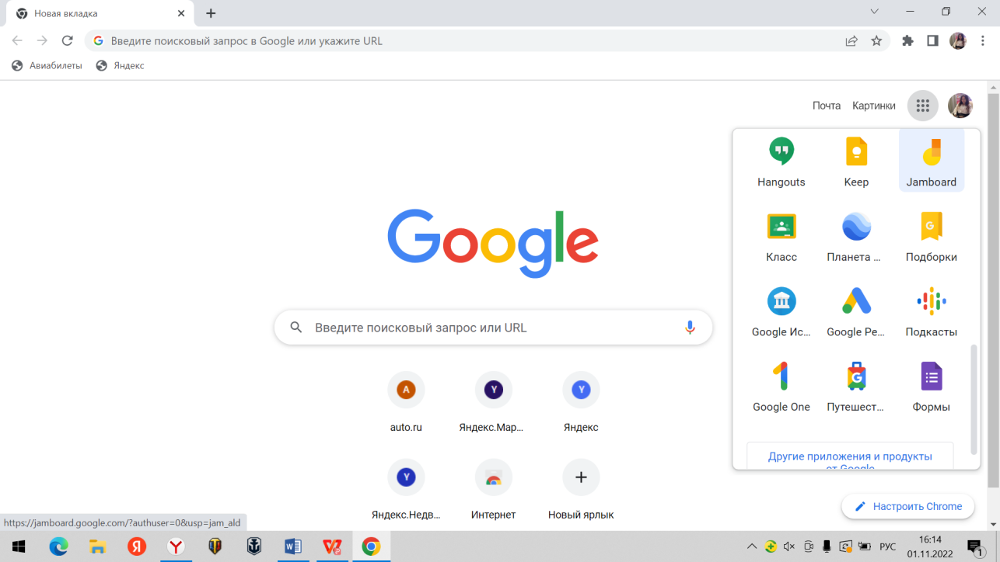 Новая вкладка
Введите поисковый запрос в Google или укажите URL
Авиабилеты Яндекс
Почта Картинки
Hangouts Keep Jamboard
Класс Планета ... Подборки
Google Ис... Google Ре... Подкасты
Google One Путешест... Формы
Другие приложения и продукты
от Google
Google
Введите поисковый запрос или URL
A Y Y
auto.ru Яндекс.Мар... Яндекс
Y
Яндекс.Недв... Интернет Новый ярлык
Настроить Chrome
https://jamboard.google.com/?authuser=0&usp=jam_ald
РУС
16:14
01.11.2022
1